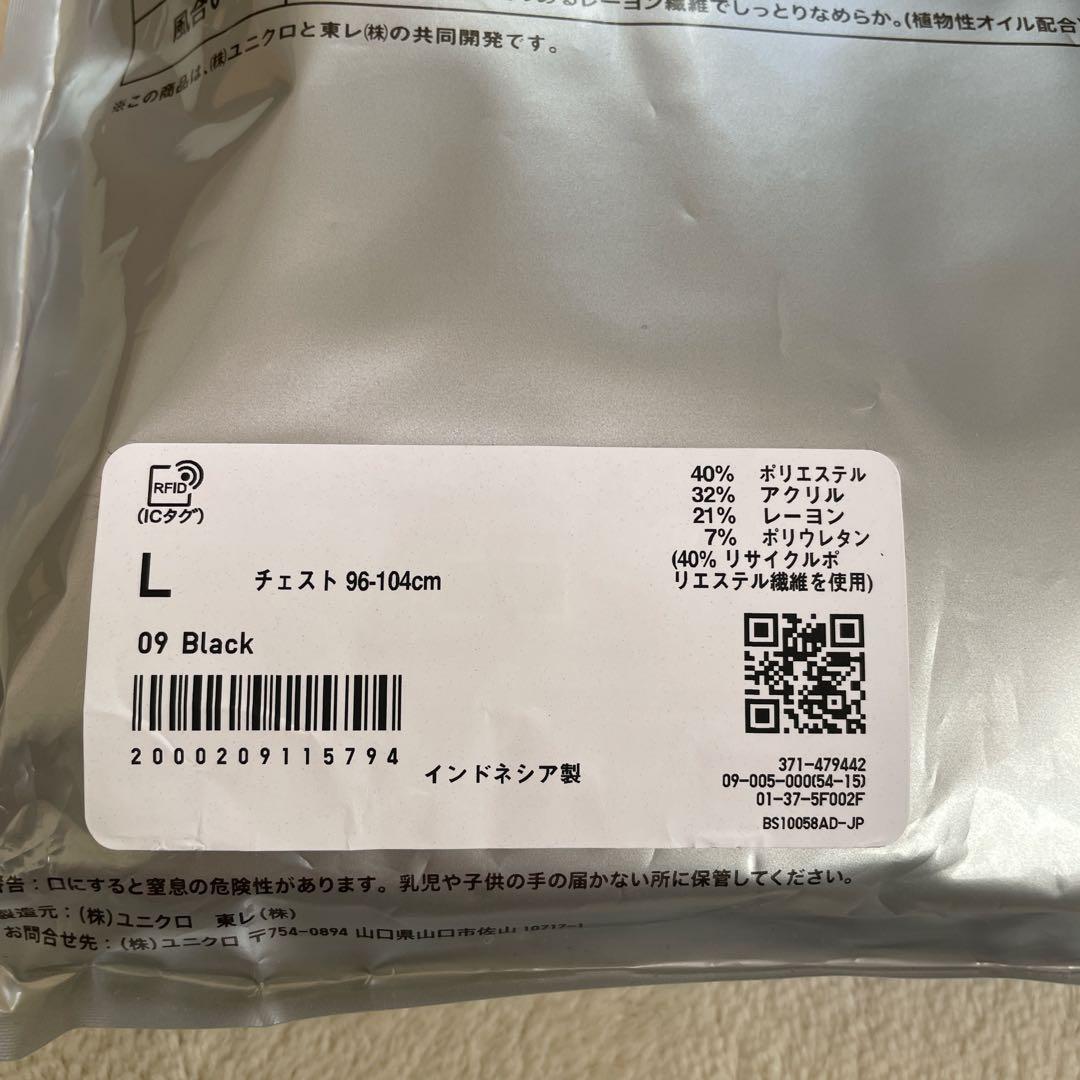 風合い
レーヨン繊維でしっとりなめらか。(植物性オイル配合)
※この商品は、(株)ユニクロと東レ(株)の共同開発です。
RFID
(ICタグ)
L
チェスト 96-104cm
09 Black
2000209115794
インドネシア製
40% ポリエステル
32% アクリル
21% レーヨン
7% ポリウレタン
(40% リサイクルポ
リエステル繊維を使用)
371-479442
09-005-000(54-15)
01-37-5F002F
BS10058AD-JP
告：口にすると窒息の危険性があります。乳児や子供の手の届かない所に保管してください。
製造元：(株)ユニクロ 東レ(株)
お問合せ先：(株)ユニクロ 〒754-0894 山口県山口市佐山 10717-1